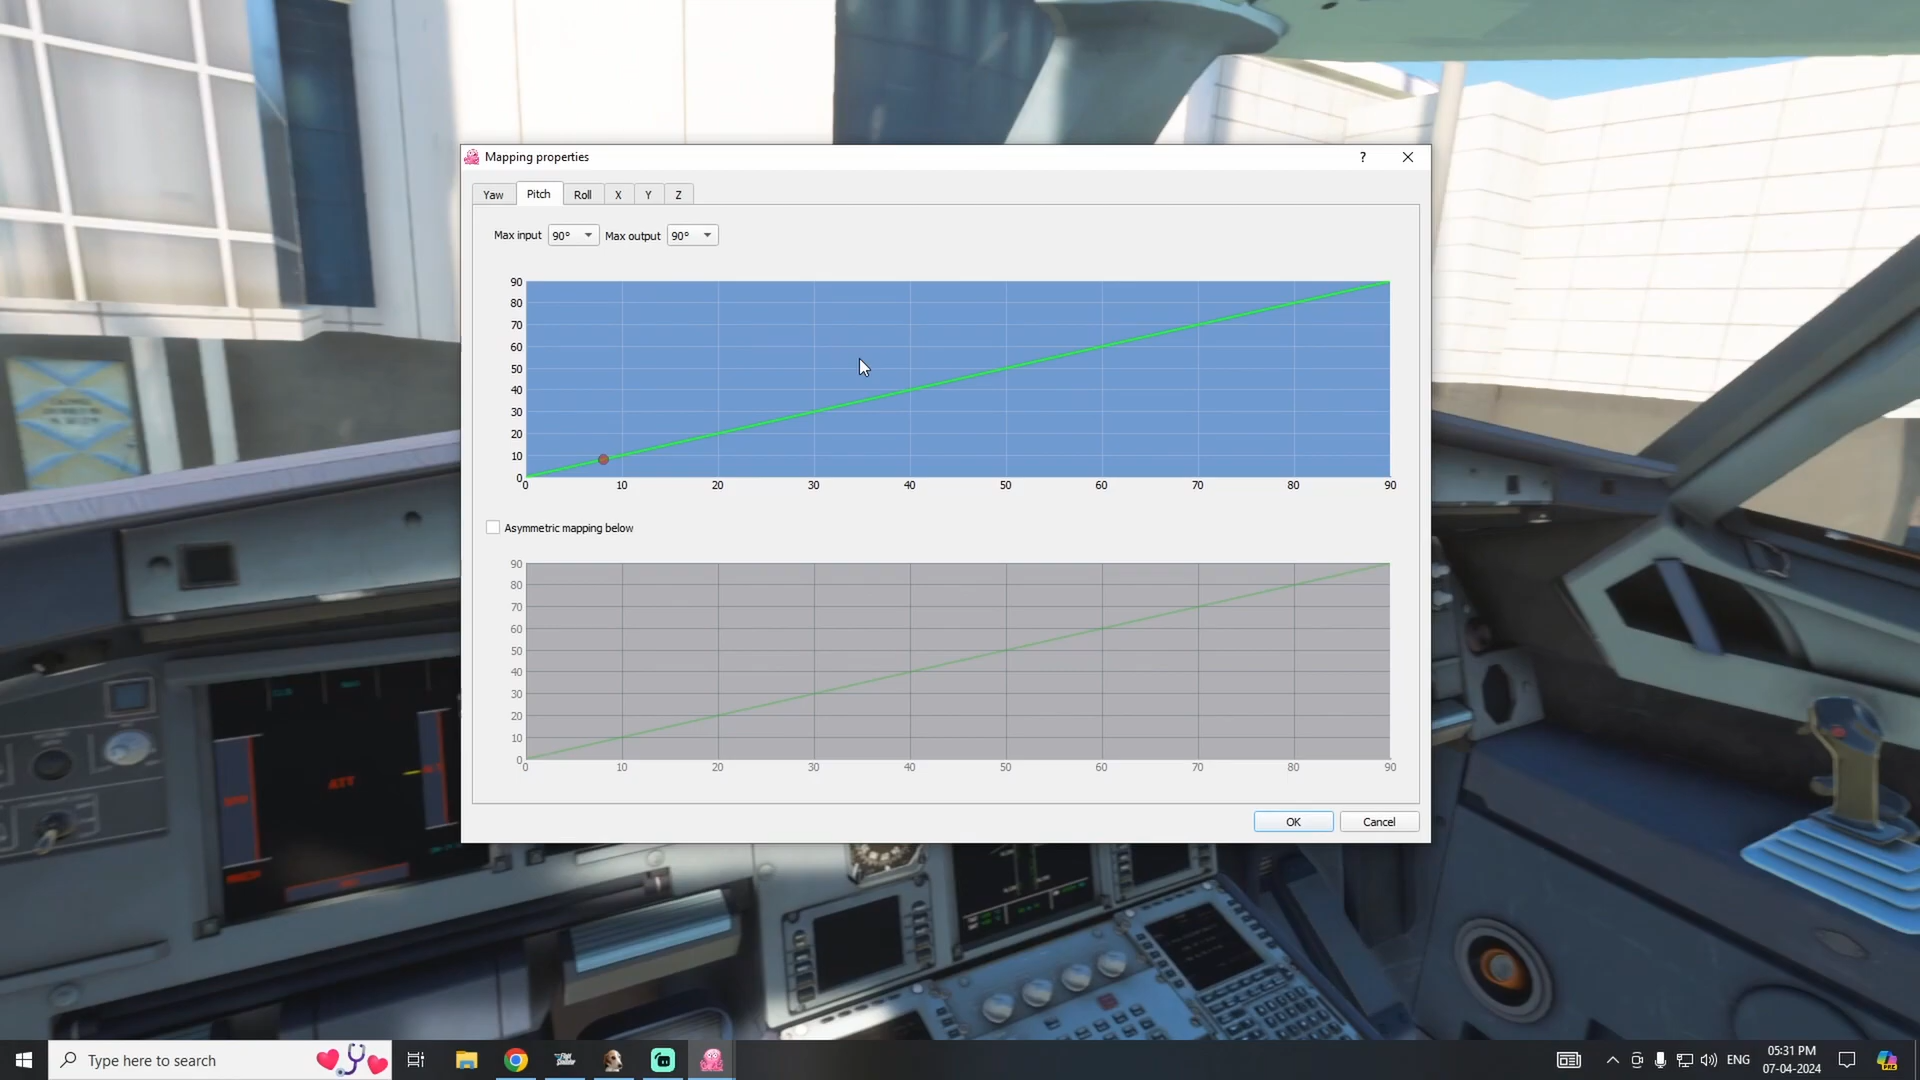 Mapping properties
?
Yaw Pitch Roll X Y Z
Max input 90° Max output 90°
90
80
70
60
50
40
30
20
10
0
0 10 20 30 40 50 60 70 80 90
Asymmetric mapping below
90
80
70
60
50
40
30
20
10
0
0 10 20 30 40 50 60 70 80 90
OK Cancel
ATT
Type here to search
ENG
05:31 PM
07-04-2024